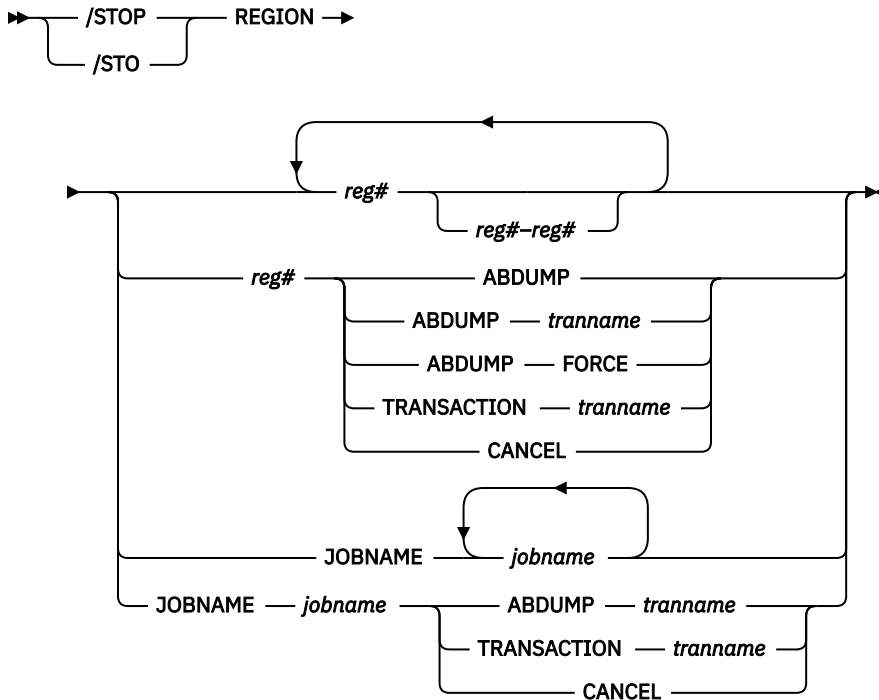 /STOP REGION
/STO
reg#
reg#–reg#
reg# ABDUMP
ABDUMP tranname
ABDUMP FORCE
TRANSACTION tranname
CANCEL
JOBNAME jobname
JOBNAME jobname ABDUMP tranname
TRANSACTION tranname
CANCEL